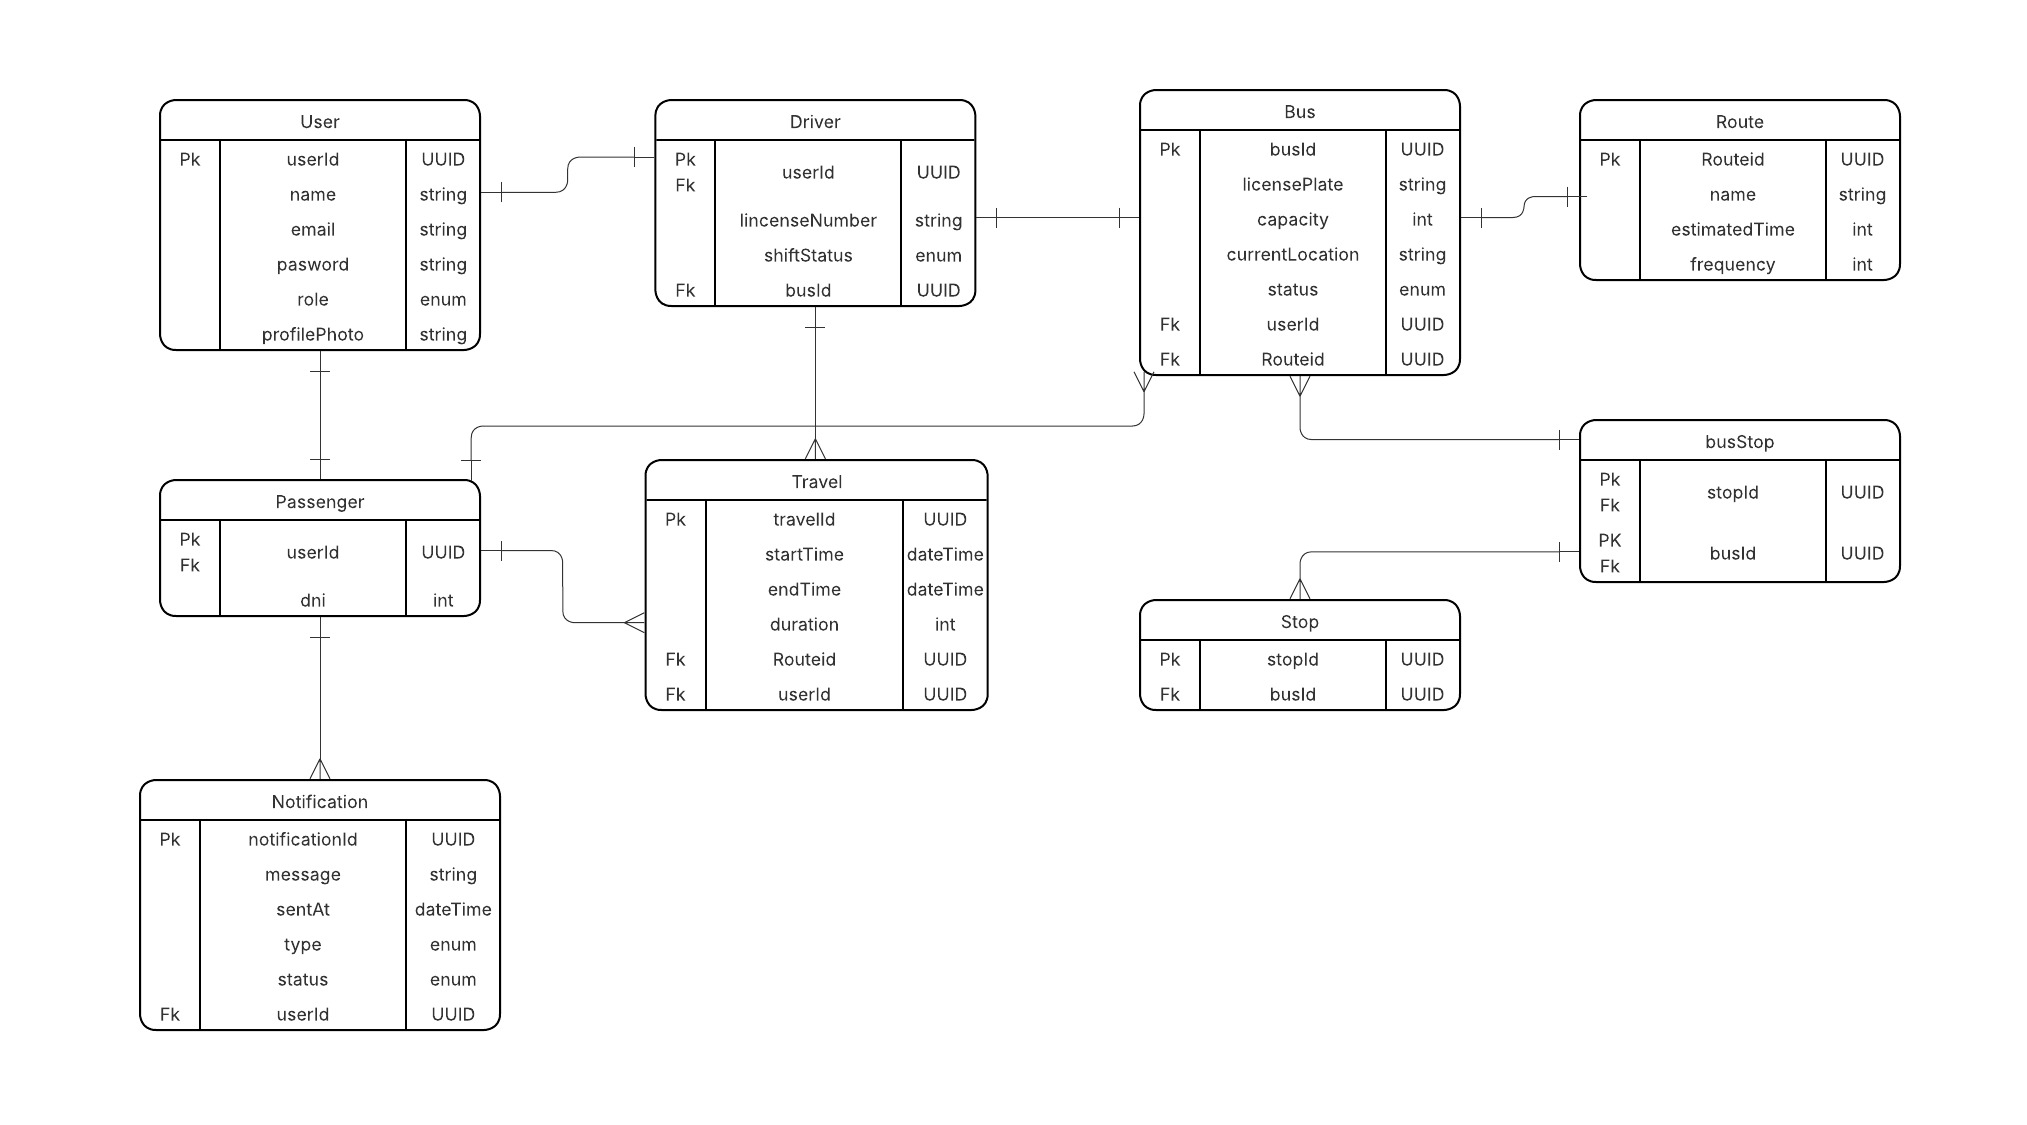 User
Pk userId UUID
name string
email string
pasword string
role enum
profilePhoto string
Driver
Pk
Fk userId UUID
lincenseNumber string
shiftStatus enum
Fk busId UUID
Bus
Pk busId UUID
licensePlate string
capacity int
currentLocation string
status enum
Fk userId UUID
Fk Routeid UUID
Route
Pk Routeid UUID
name string
estimatedTime int
frequency int
Passenger
Pk
Fk userId UUID
dni int
Travel
Pk travelId UUID
startTime dateTime
endTime dateTime
duration int
Fk Routeid UUID
Fk userId UUID
busStop
Pk
Fk stopId UUID
PK
Fk busId UUID
Stop
Pk stopId UUID
Fk busId UUID
Notification
Pk notificationId UUID
message string
sentAt dateTime
type enum
status enum
Fk userId UUID